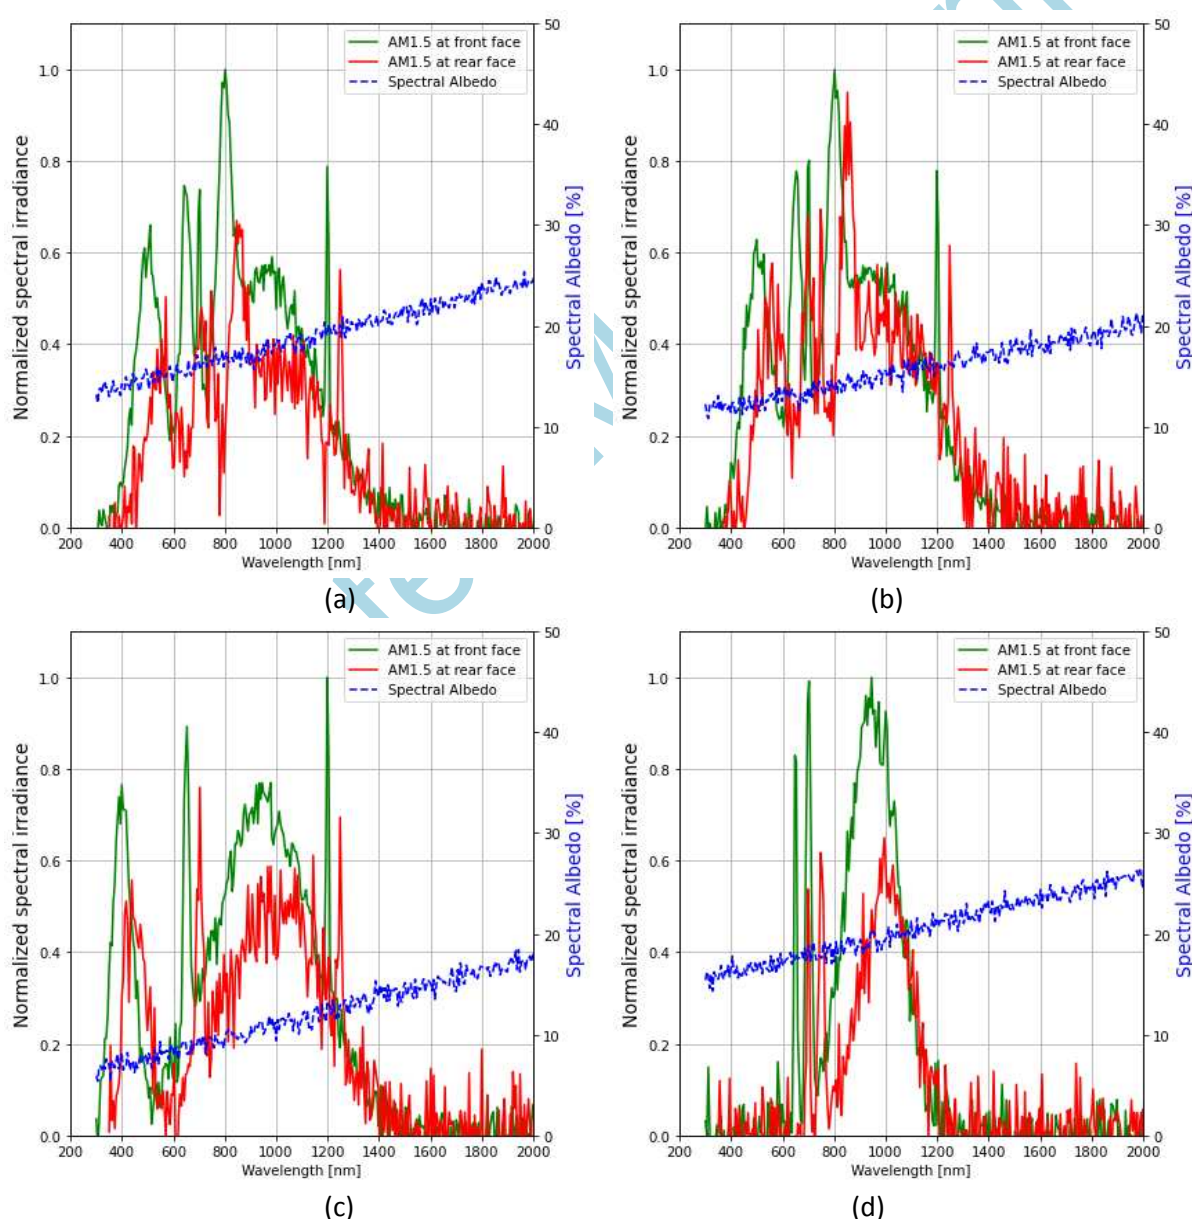 50
AM1.5 at front face
AM1.5 at rear face
Spectral Albedo
1.0
40
0.8
30
0.6
20
0.4
10
0.2
0
0.0
200 400 600 800 1000 1200 1400 1600 1800 2000
Wavelength [nm]
Normalized spectral irradiance
Spectral Albedo [%]
(a)
50
AM1.5 at front face
AM1.5 at rear face
Spectral Albedo
1.0
40
0.8
30
0.6
20
0.4
10
0.2
0
0.0
200 400 600 800 1000 1200 1400 1600 1800 2000
Wavelength [nm]
Normalized spectral irradiance
Spectral Albedo [%]
(b)
50
AM1.5 at front face
AM1.5 at rear face
Spectral Albedo
1.0
40
0.8
30
0.6
20
0.4
10
0.2
0
0.0
200 400 600 800 1000 1200 1400 1600 1800 2000
Wavelength [nm]
Normalized spectral irradiance
Spectral Albedo [%]
(c)
50
AM1.5 at front face
AM1.5 at rear face
Spectral Albedo
1.0
40
0.8
30
0.6
20
0.4
10
0.2
0
0.0
200 400 600 800 1000 1200 1400 1600 1800 2000
Wavelength [nm]
Normalized spectral irradiance
Spectral Albedo [%]
(d)